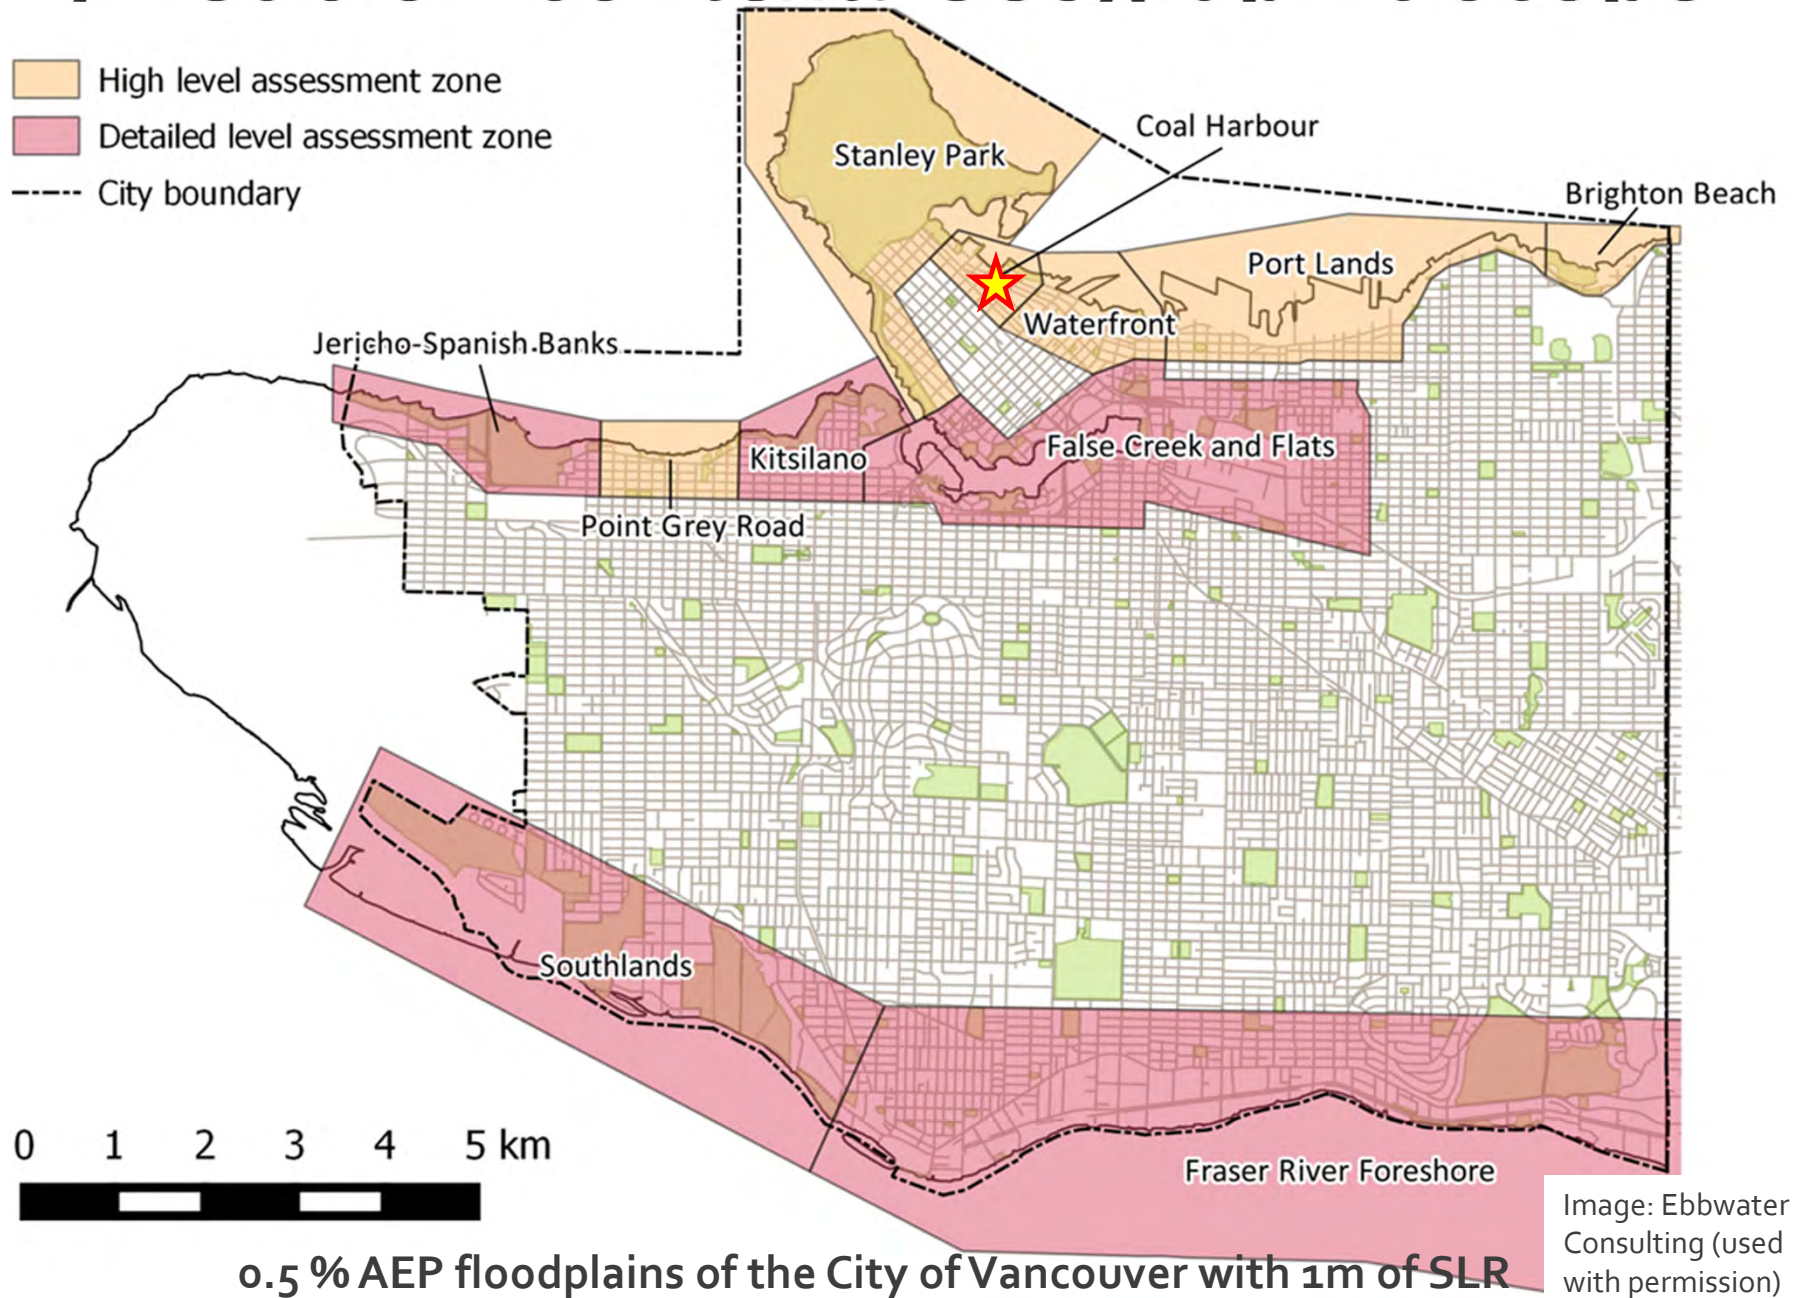 High level assessment zone
Detailed level assessment zone
City boundary
Stanley Park
Coal Harbour
Brighton Beach
Port Lands
Waterfront
Jericho-Spanish Banks
Kitsilano
False Creek and Flats
Point Grey Road
Southlands
Fraser River Foreshore
0 1 2 3 4 5 km
Image: Ebbwater
Consulting (used
with permission)
0.5 % AEP floodplains of the City of Vancouver with 1m of SLR